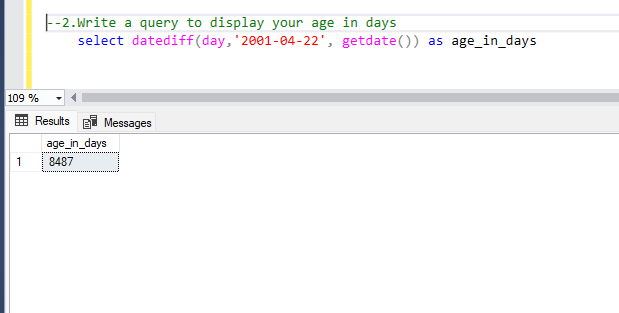 --2.Write a query to display your age in days
select datediff(day,'2001-04-22', getdate()) as age_in_days
109 %
Results Messages
age_in_days
1 8487